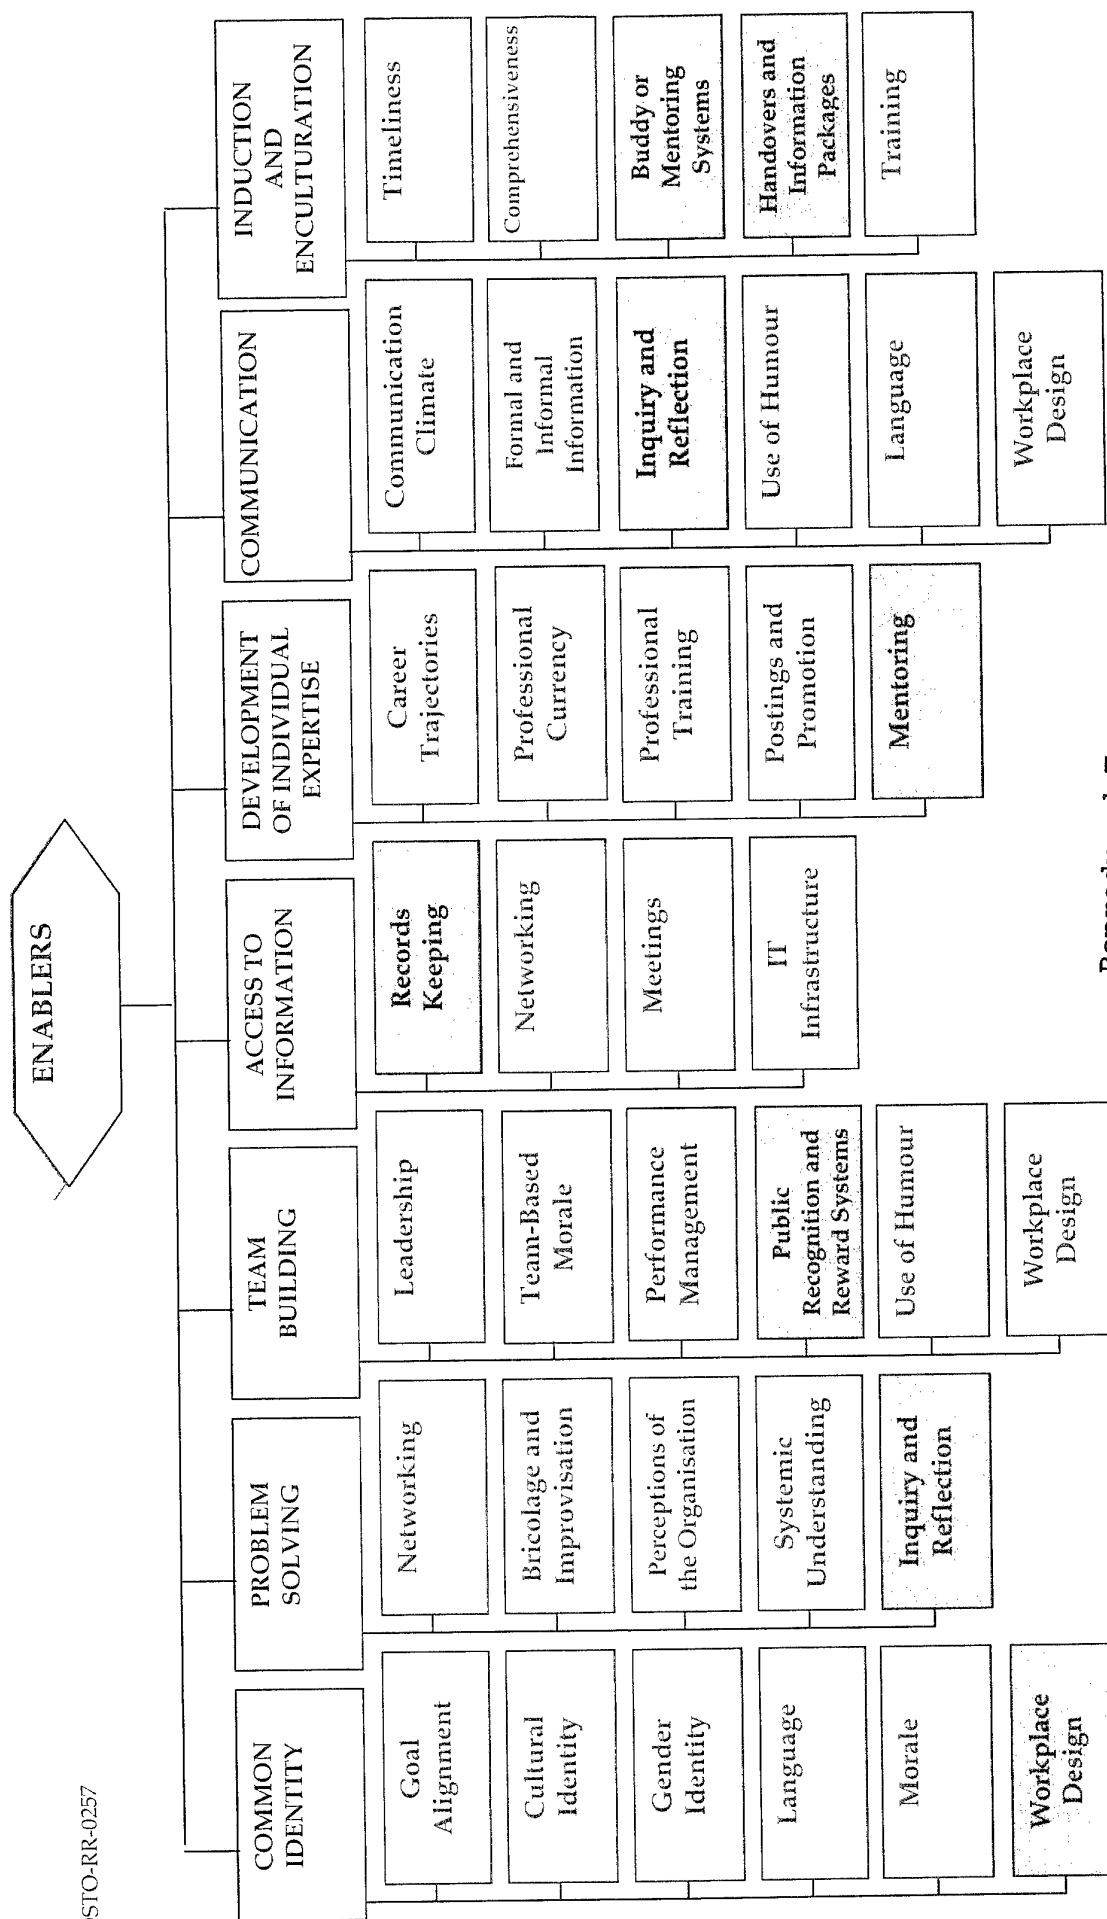 ENABLERS
COMMON
IDENTITY
Goal
Alignment
Cultural
Identity
Gender
Identity
Language
Morale
Workplace
Design
PROBLEM
SOLVING
Networking
Bricolage and
Improvisation
Perceptions of
the Organisation
Systemic
Understanding
Inquiry and
Reflection
TEAM
BUILDING
Leadership
Team-Based
Morale
Performance
Management
Public
Recognition and
Reward Systems
Use of Humour
Workplace
Design
ACCESS TO
INFORMATION
Records
Keeping
Networking
Meetings
IT
Infrastructure
DEVELOPMENT
OF INDIVIDUAL
EXPERTISE
Career
Trajectories
Professional
Currency
Professional
Training
Postings and
Promotion
Mentoring
COMMUNICATION
Communication
Climate
Formal and
Informal
Information
Inquiry and
Reflection
Use of Humour
Language
Workplace
Design
INDUCTION
AND
ENCULTURATION
Timeliness
Comprehensiveness
Buddy or
Mentoring
Systems
Handovers and
Information
Packages
Training